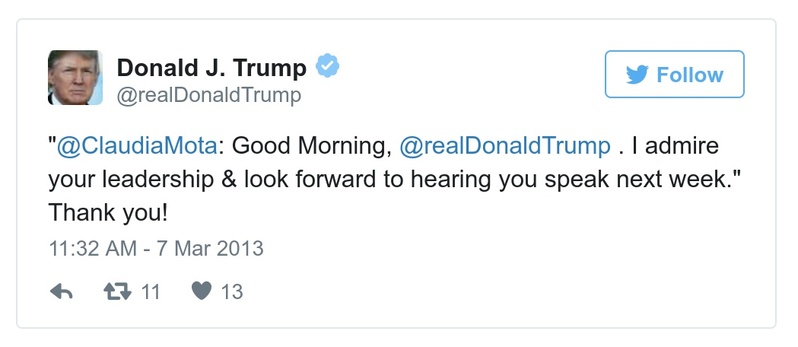 Donald J. Trump
@realDonaldTrump
Follow
"@ClaudiaMota: Good Morning, @realDonaldTrump . I admire
your leadership & look forward to hearing you speak next week."
Thank you!
11:32 AM - 7 Mar 2013
11 13